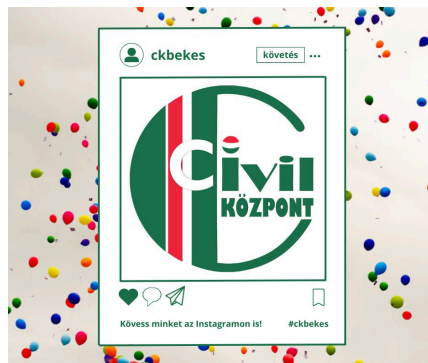 ckbekes
követés
Civil
KÖZPONT
Kövess minket az Instagramon is!
#ckbekes